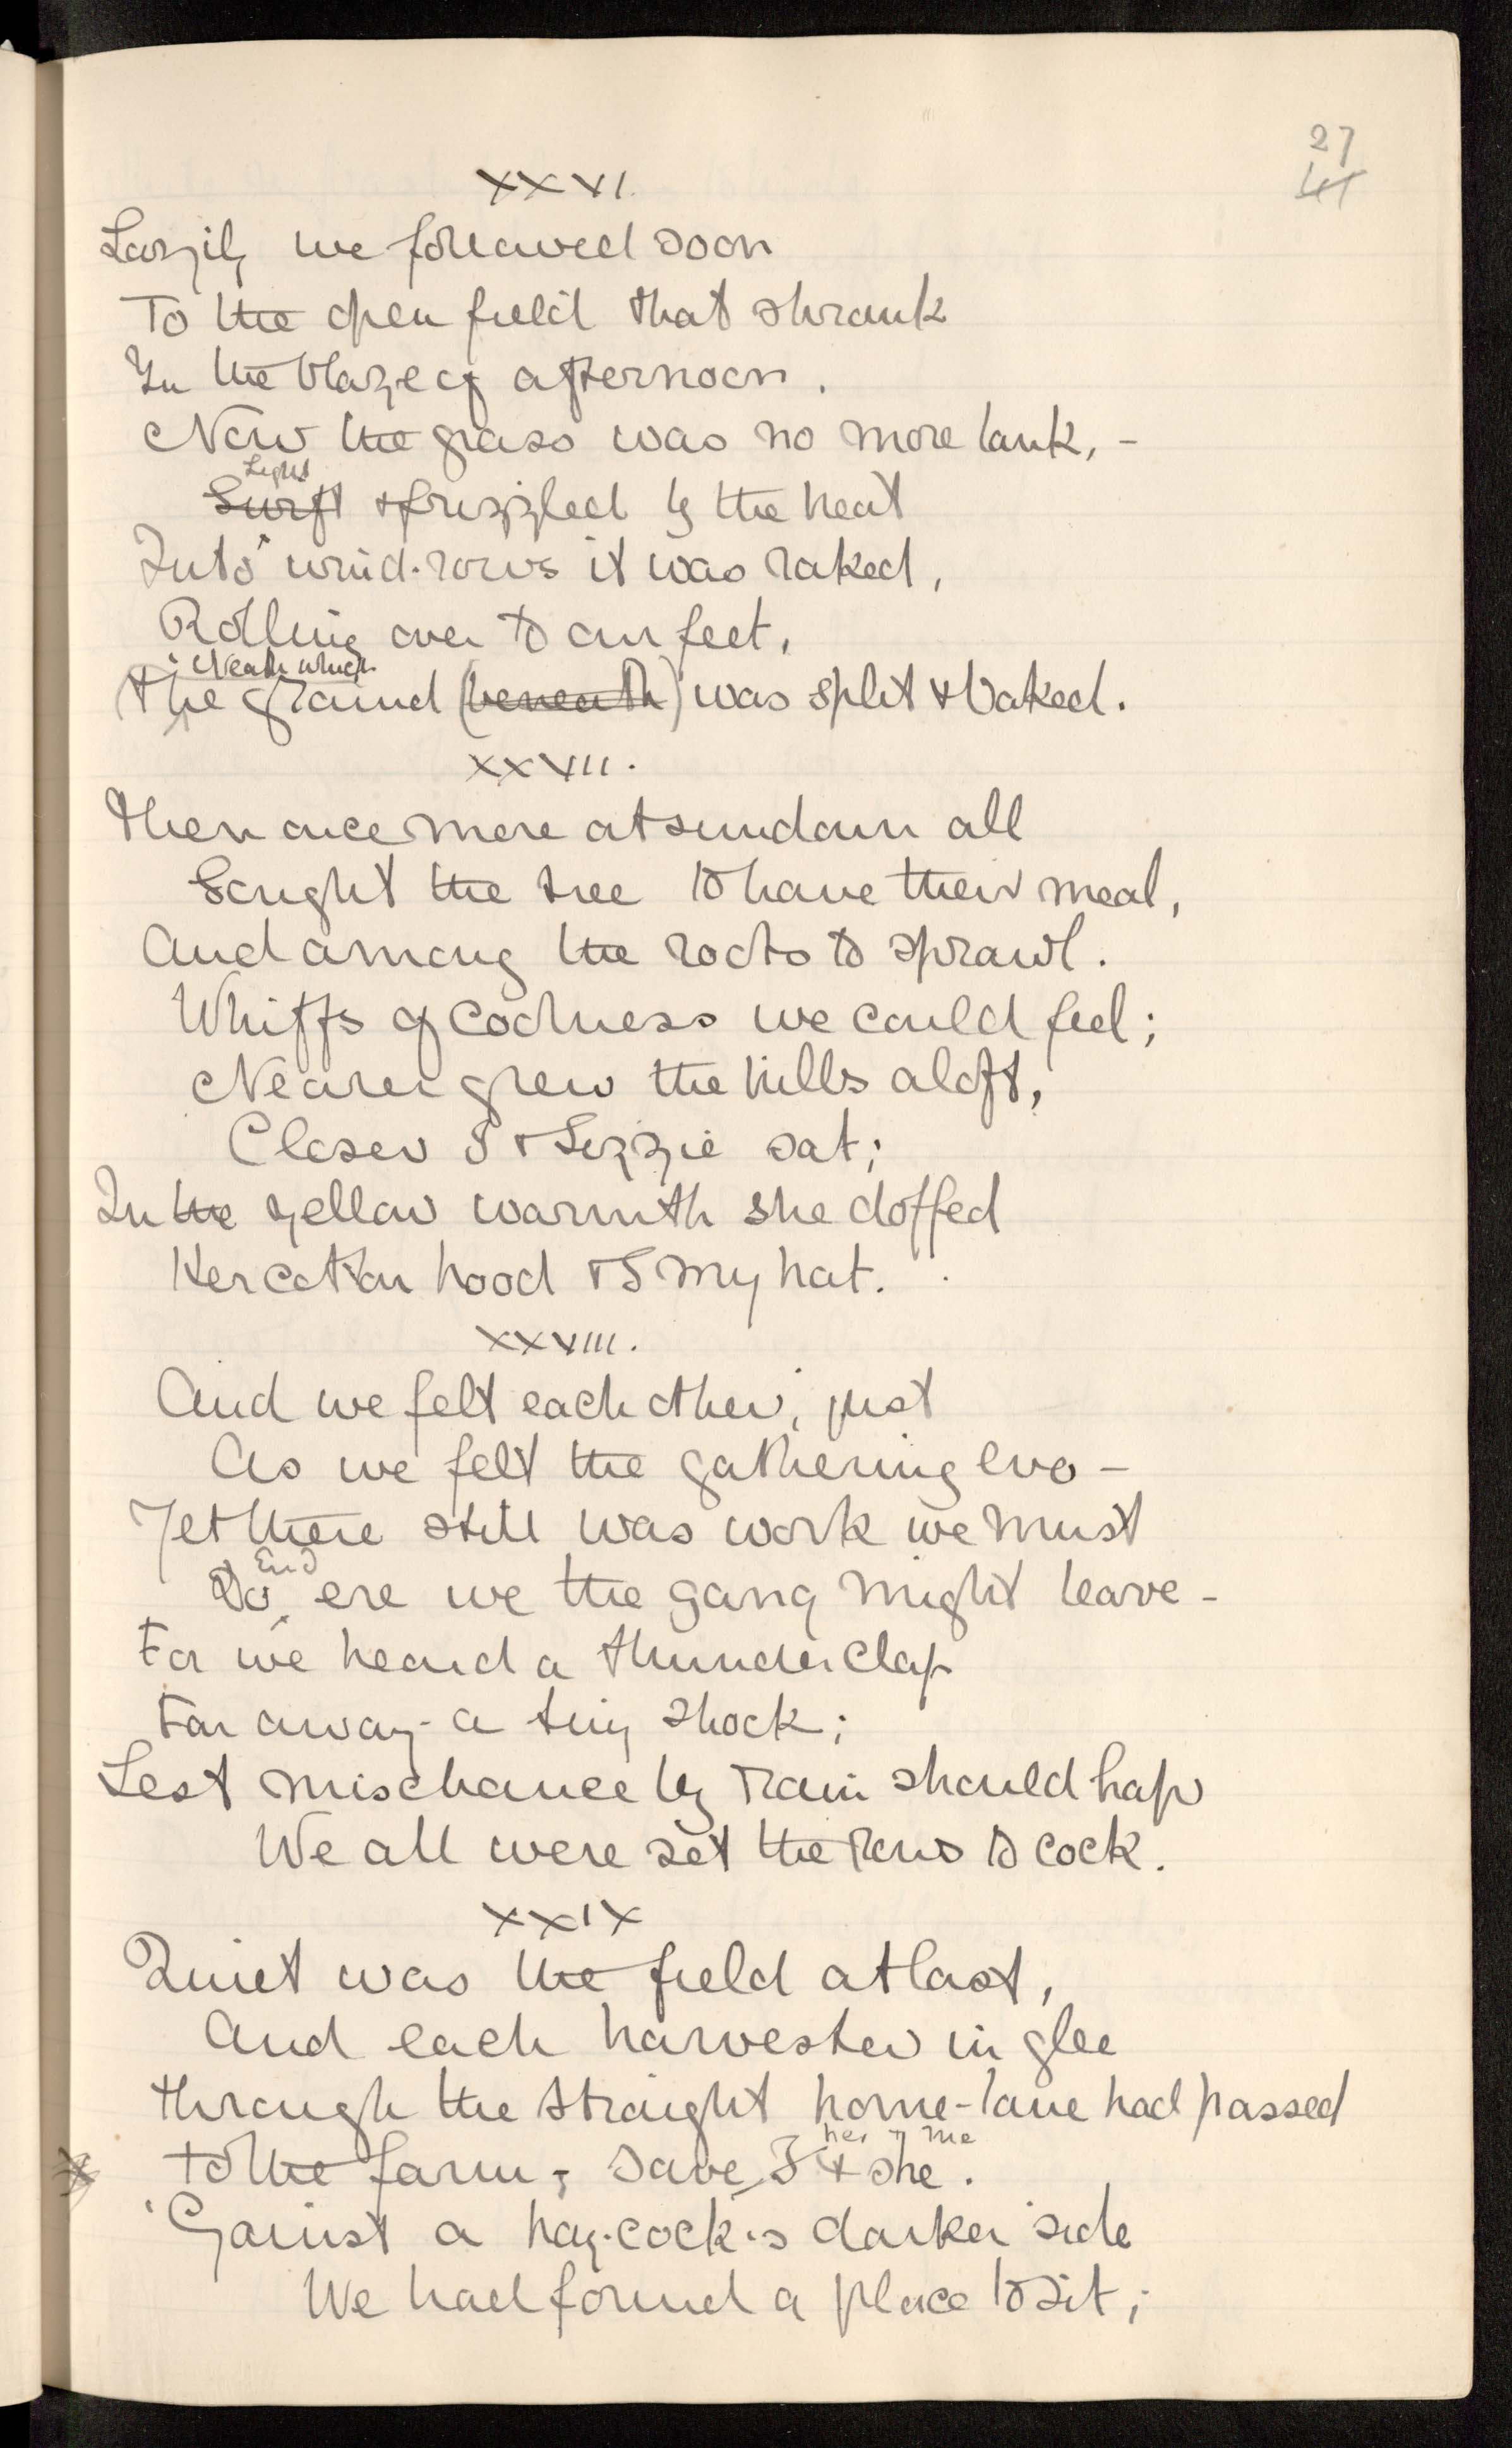 27
41
XXVI.
Lazily we followed soon
To the open field that shrank
In the blaze of afternoon.
Now the grass was no more lank, -
Light
Swift & frizzled by the heat
Into wind-rows it was raked,
Rolling over to our feet,
'Neath which
The ground (beneath) was split & baked.
XXVII.
Then once more at sundown all
Sought the tree to have their meal,
And among the roots to sprawl.
Whiffs of coolness we could feel;
Nearer grew the hills aloft,
Closer I & Lizzie sat;
In the yellow warmth she doffed
Her cotton hood & I my hat.
XXVIII.
And we felt each other, just
As we felt the gathering eve -
Yet there still was work we must
End
Do ere we the gang might leave -
For we heard a thunder clap
Far away - a tiny shock;
Lest mischance by rain should hap
We all were set the rows to cock.
XXIX
Quiet was the field at last,
And each harvester in glee
Through the straight home-lane had passed
her & me
To the farm, save I & she.
'Gainst a hay-cock's darker side
We had found a place to sit;